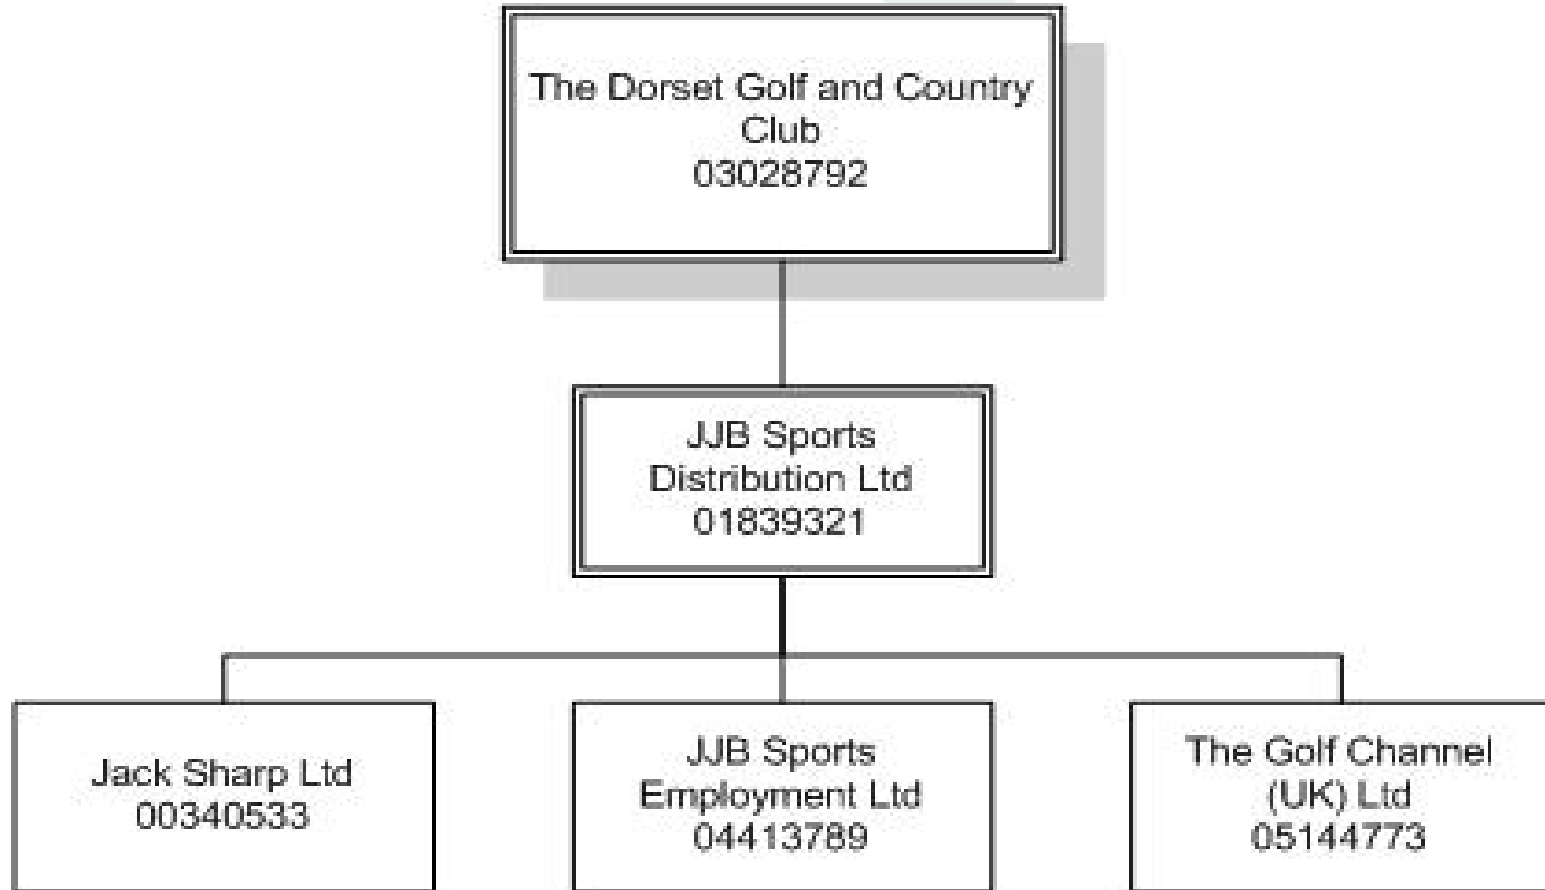 The Dorset Golf and Country
Club
03028792
JJB Sports
Distribution Ltd
01839321
Jack Sharp Ltd
00340533
JJB Sports
Employment Ltd
04413789
The Golf Channel
(UK) Ltd
05144773